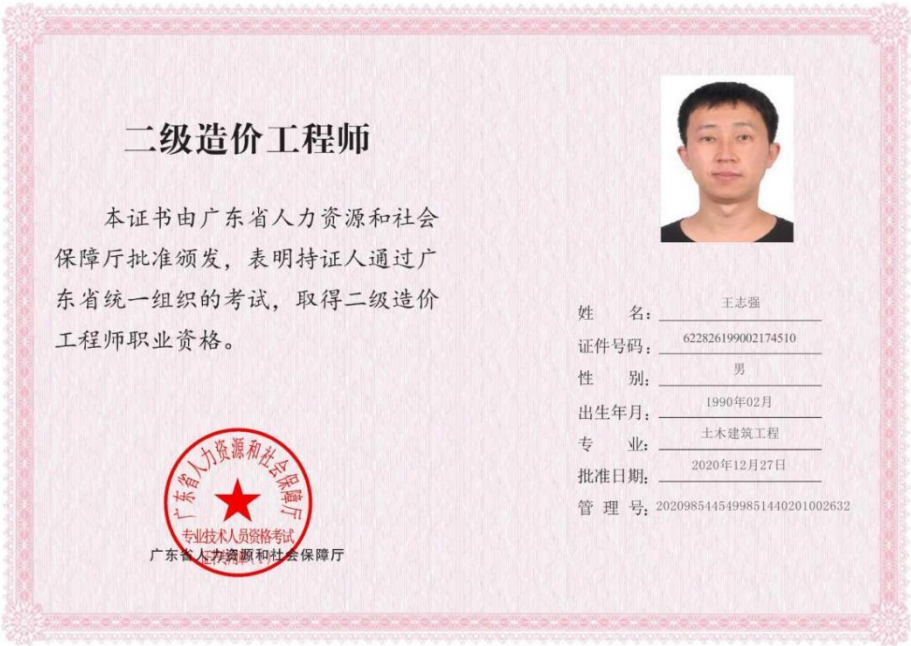 二级造价工程师
本证书由广东省人力资源和社会
保障厅批准颁发，表明持证人通过广
东省统一组织的考试，取得二级造价
工程师职业资格。
广东省人力资源和社会保障厅
专业技术人员资格考试
广东省人力资源和社会保障厅
姓 名：王志强
证件号码：622826199002174510
性 别：男
出生年月：1990年02月
专 业：土木建筑工程
批准日期：2020年12月27日
管 理 号：20209854454998514402010026​32